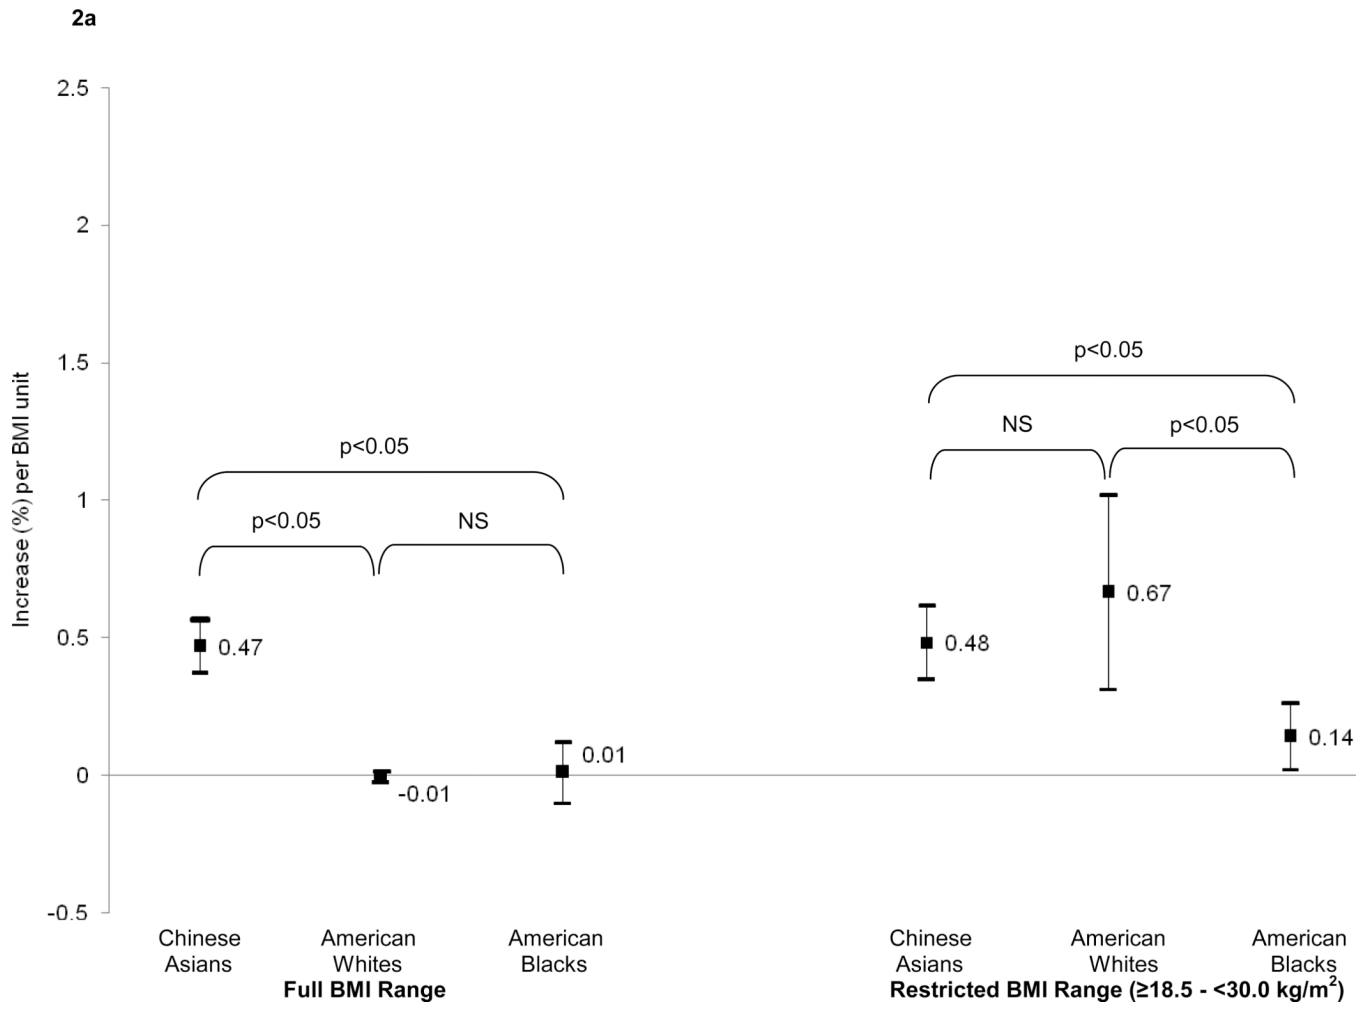 2a
Increase (%) per BMI unit
2.5
2
1.5
1
0.5
0
-0.5
p<0.05
p<0.05
NS
0.47
-0.01
0.01
p<0.05
NS
p<0.05
0.48
0.67
0.14
Chinese
Asians
American
Whites
American
Blacks
Full BMI Range
Chinese
Asians
American
Whites
American
Blacks
Restricted BMI Range (≥18.5 - <30.0 kg/m²)